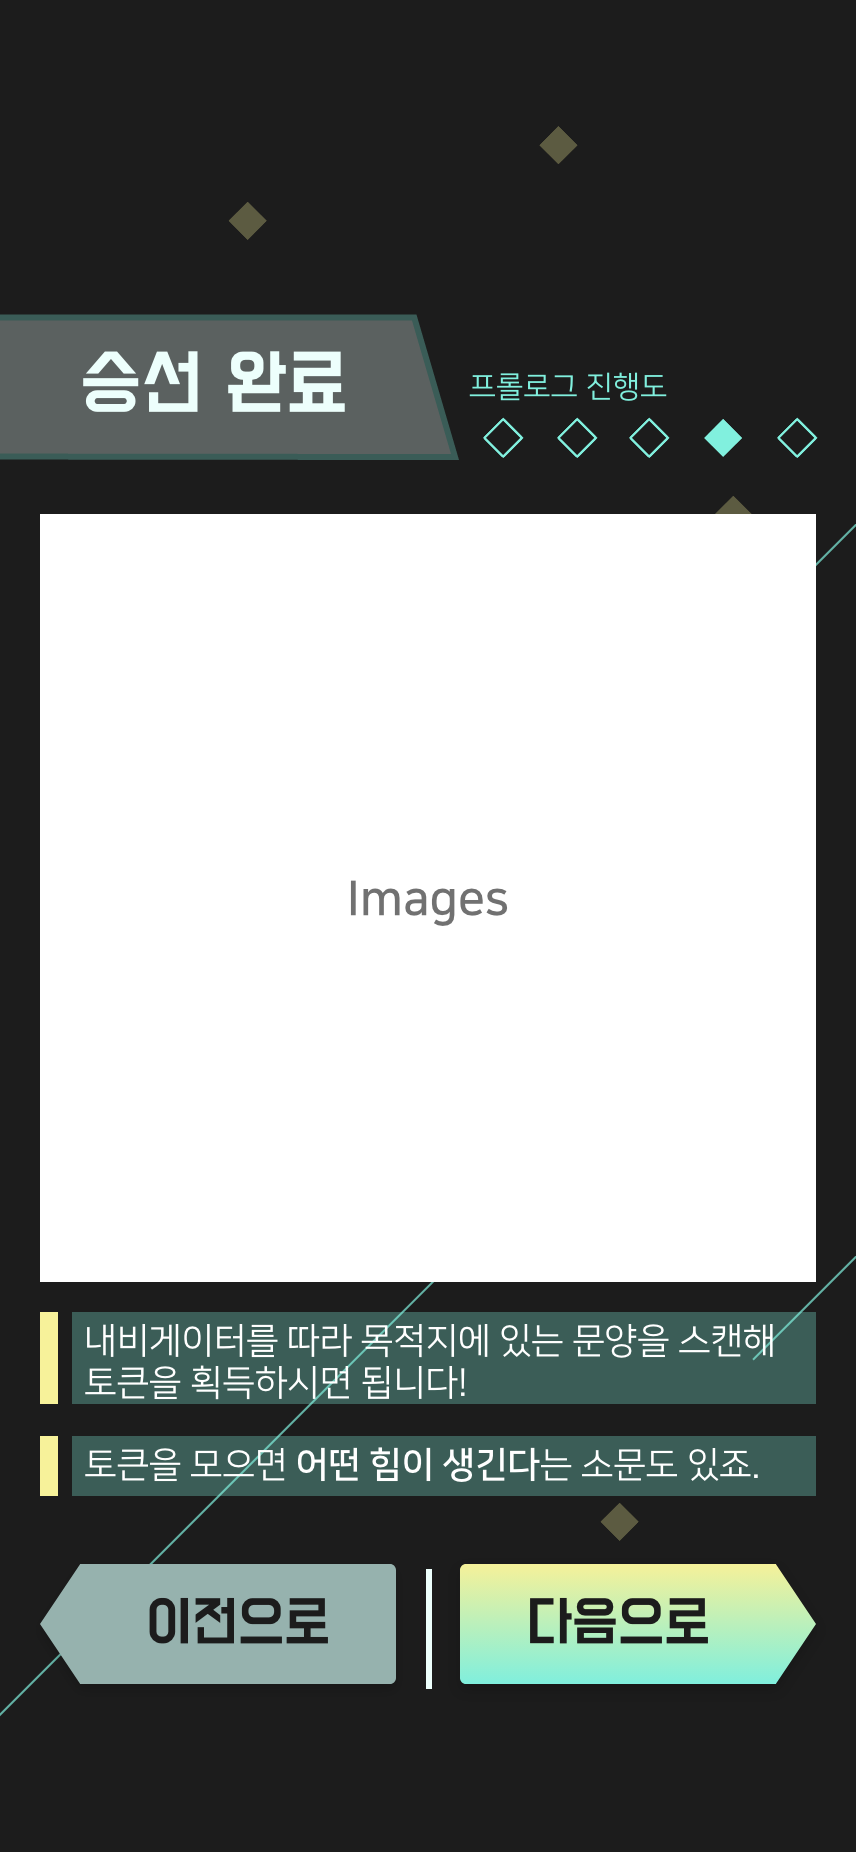 승선 완료
프롤로그 진행도
Images
내비게이터를 따라 목적지에 있는 문양을 스캔해
토큰을 획득하시면 됩니다!
토큰을 모으면 어떤 힘이 생긴다는 소문도 있죠.
이전으로
다음으로